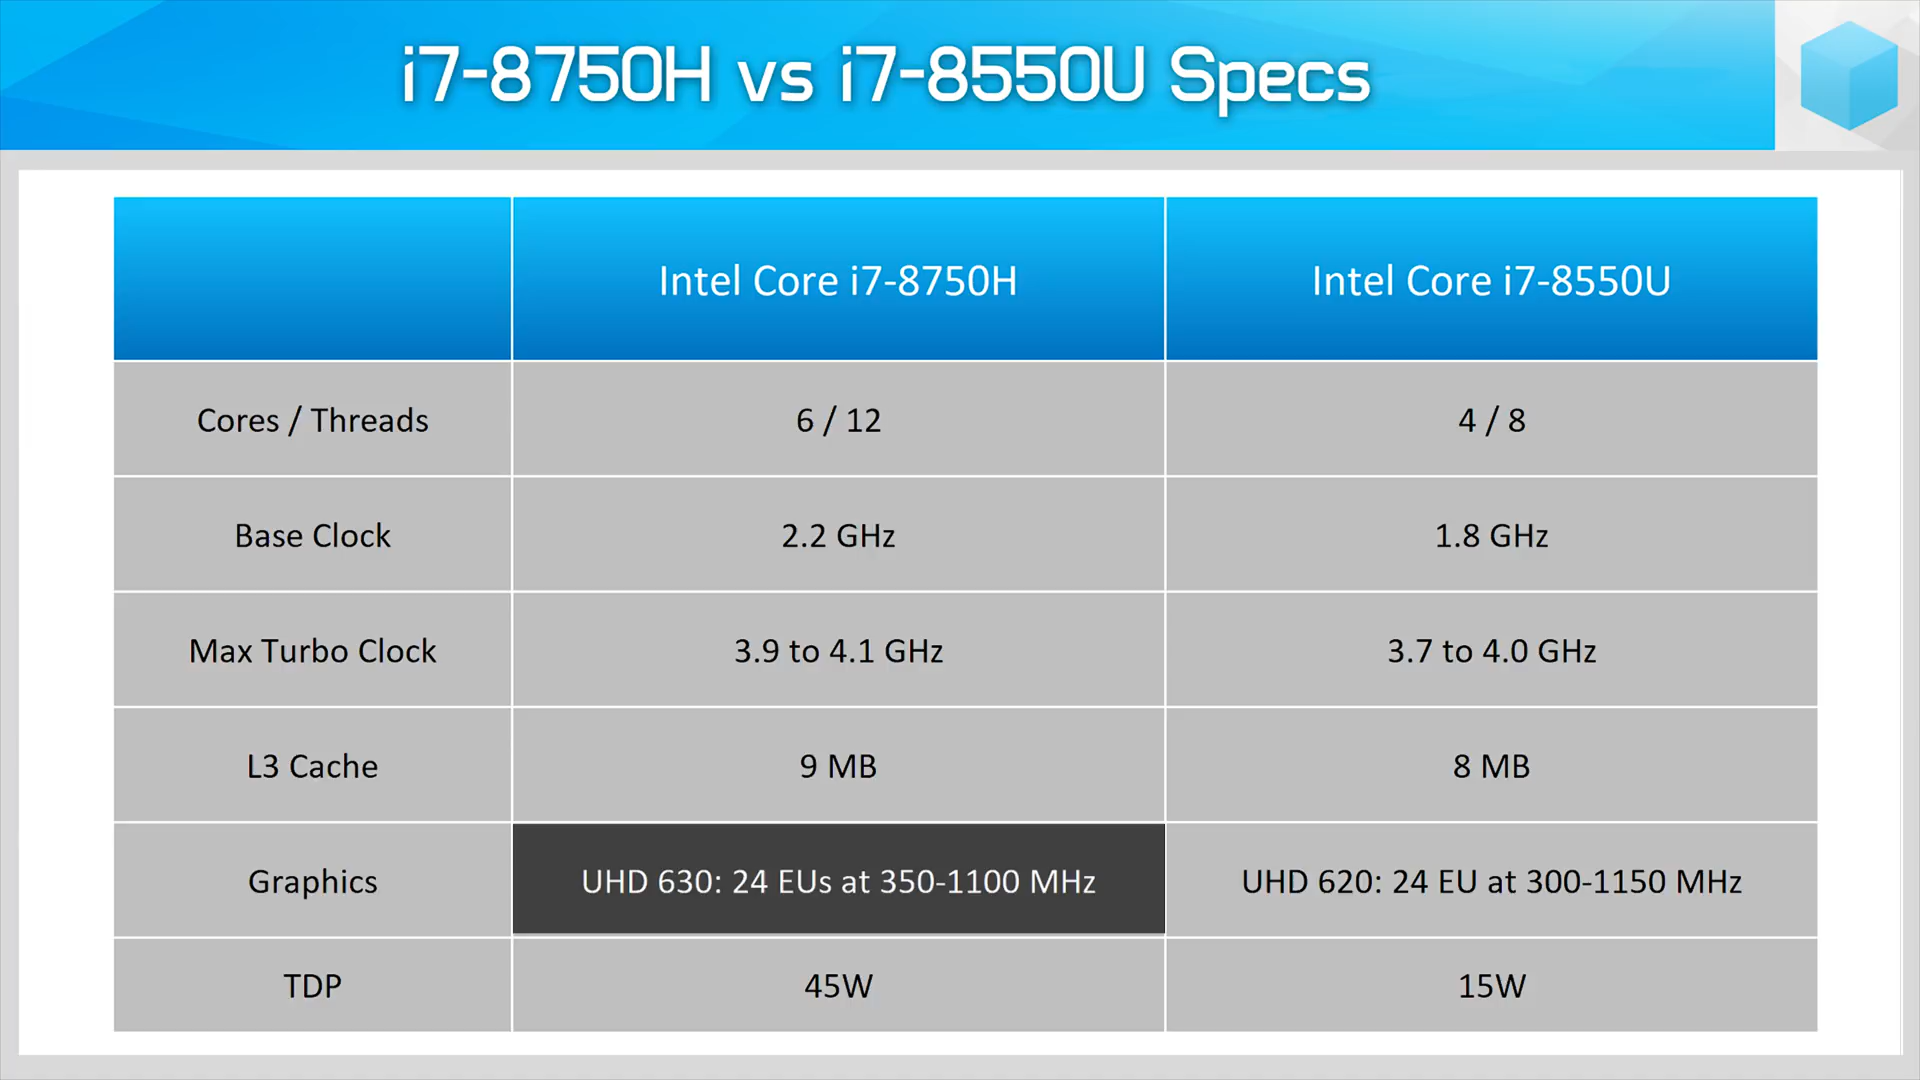 i7-8750H vs i7-8550U Specs
Intel Core i7-8750H
Intel Core i7-8550U
Cores / Threads
6 / 12
4 / 8
Base Clock
2.2 GHz
1.8 GHz
Max Turbo Clock
3.9 to 4.1 GHz
3.7 to 4.0 GHz
L3 Cache
9 MB
8 MB
Graphics
UHD 630: 24 EUs at 350-1100 MHz
UHD 620: 24 EU at 300-1150 MHz
TDP
45W
15W